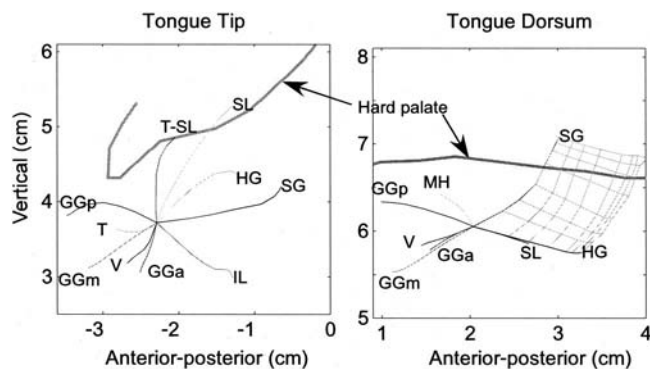 Tongue Tip
Tongue Dorsum
6
5
4
3
Vertical (cm)
-3
-2
-1
0
Anterior-posterior (cm)
T-SL
SL
Hard palate
HG
SG
GGp
T
GGm
V
GGa
IL
8
7
6
5
1
2
3
4
Anterior-posterior (cm)
SG
GGp
MH
V
GGa
GGm
SL
HG